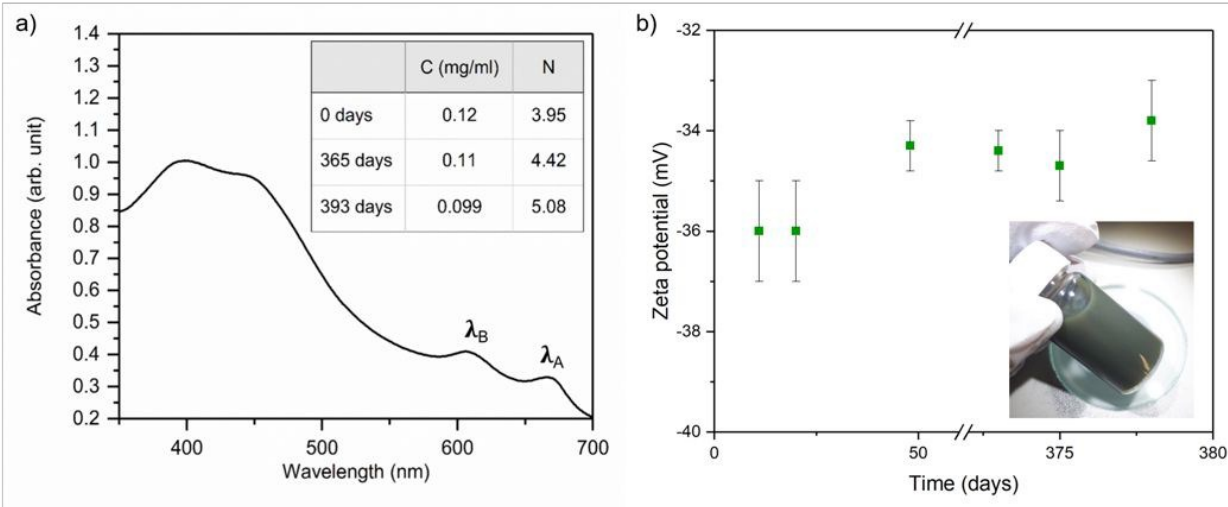 a)
Absorbance (arb. unit)
1.4
1.3
1.2
1.1
1.0
0.9
0.8
0.7
0.6
0.5
0.4
0.3
0.2
C (mg/ml) N
0 days 0.12 3.95
365 days 0.11 4.42
393 days 0.099 5.08
λB
λA
400 500 600 700
Wavelength (nm)
b)
Zeta potential (mV)
-32
-34
-36
-38
-40
0 50 375 380
Time (days)